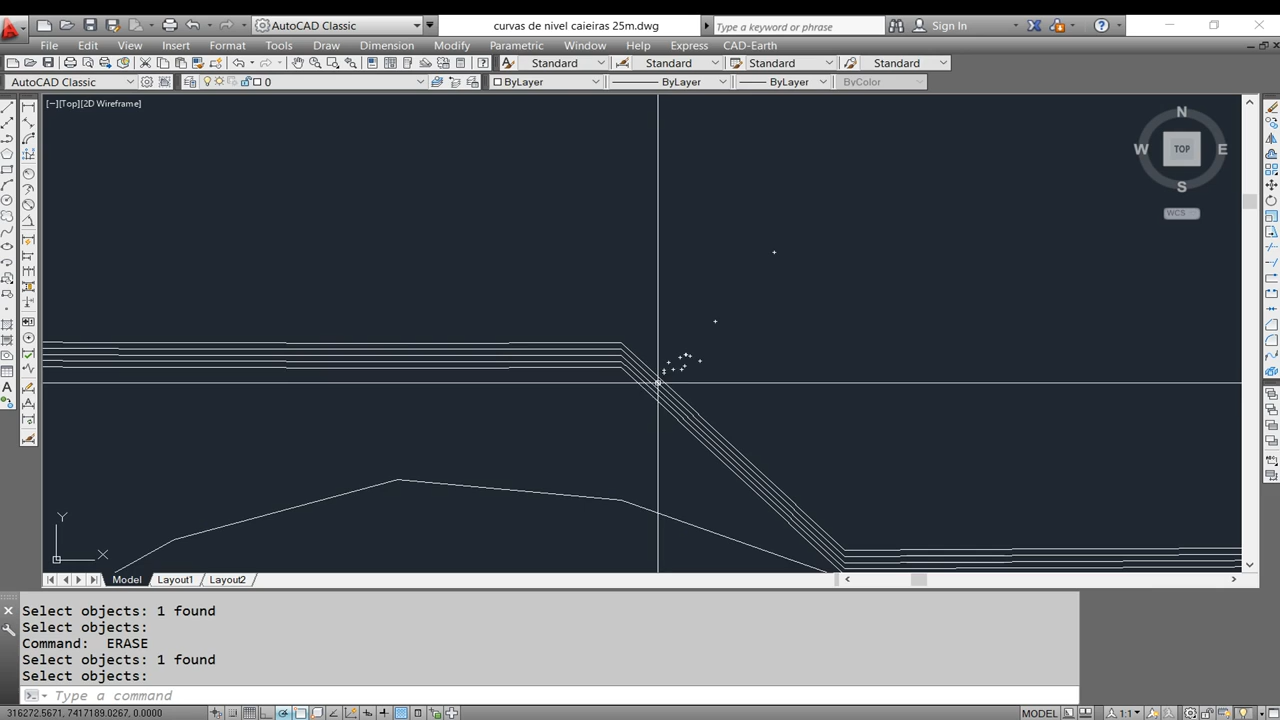 AutoCAD Classic
curvas de nivel caieiras 25m.dwg
Type a keyword or phrase
Sign In
File Edit View Insert Format Tools Draw Dimension Modify Parametric Window Help Express CAD-Earth
Standard Standard Standard Standard
AutoCAD Classic 0 ByLayer ByLayer ByLayer ByColor
[−][Top][2D Wireframe]
N
W TOP E
S
WCS
Y
X
Model Layout1 Layout2
Select objects: 1 found
Select objects:
Command: ERASE
Select objects: 1 found
Select objects:
Type a command
316272.5671, 7417189.0267, 0.0000 MODEL 1:1